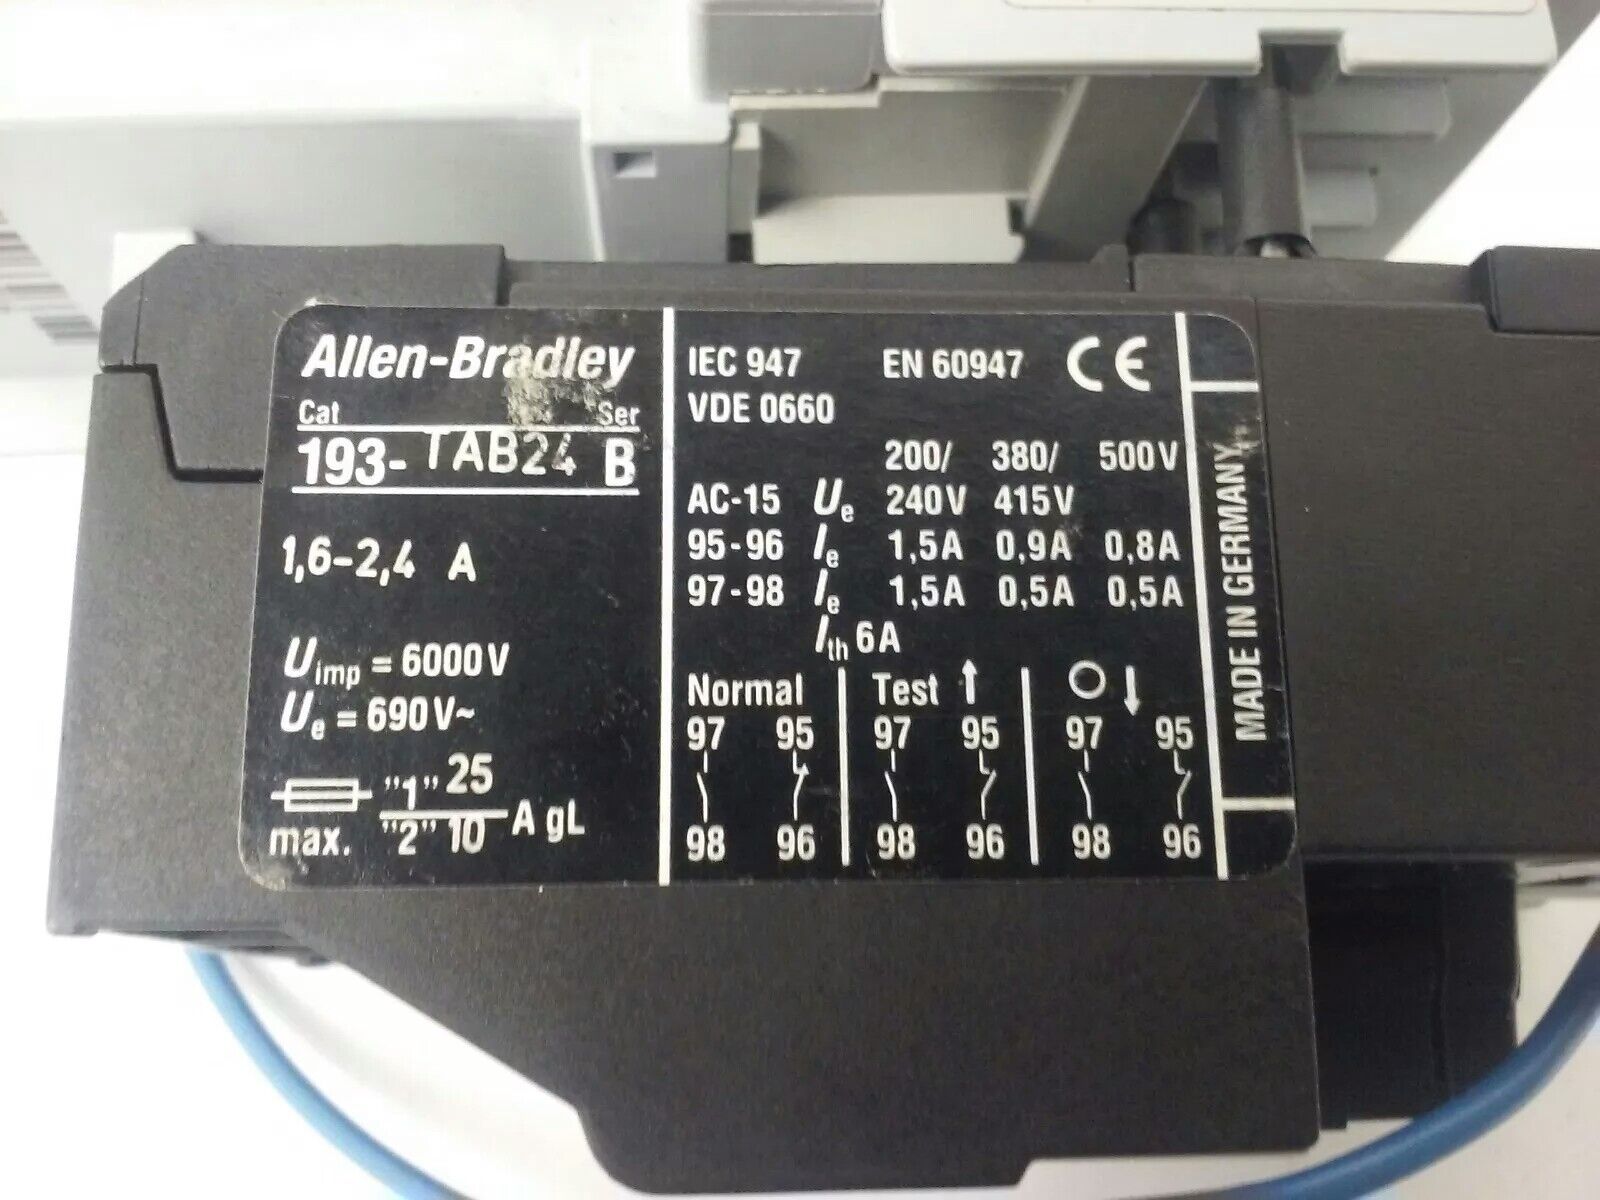 Allen-Bradley
Cat Ser
193- TAB24 B
1,6-2,4 A
Uimp = 6000V
Ue = 690V~
max. "1" 25 / "2" 10 A gL
IEC 947 EN 60947 CE
VDE 0660
200/ 380/ 500V
AC-15 Ue 240V 415V
95-96 Ie 1,5A 0,9A 0,8A
97-98 Ie 1,5A 0,5A 0,5A
Ith 6A
Normal Test ↑ O ↓
97 95 97 95 97 95
98 96 98 96 98 96
MADE IN GERMANY